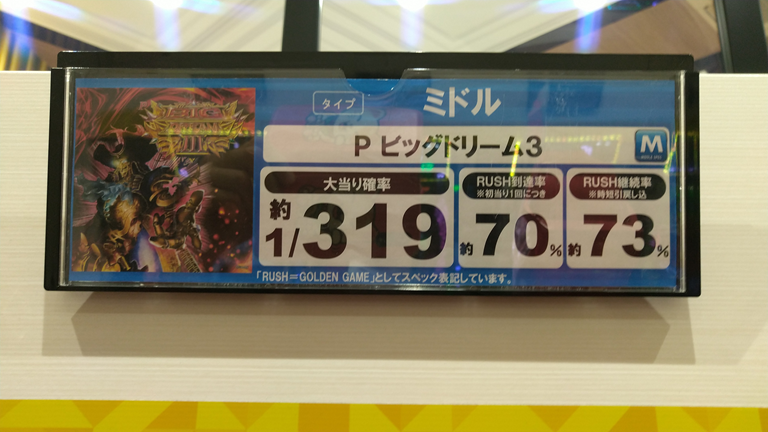 タイプ ミドル
P ビッグドリーム3
M
大当り確率
約1/319
RUSH到達率
※初当り1回につき
約70%
RUSH継続率
※時短引戻し込
約73%
「RUSH=GOLDEN GAME」としてスペック表記しています。